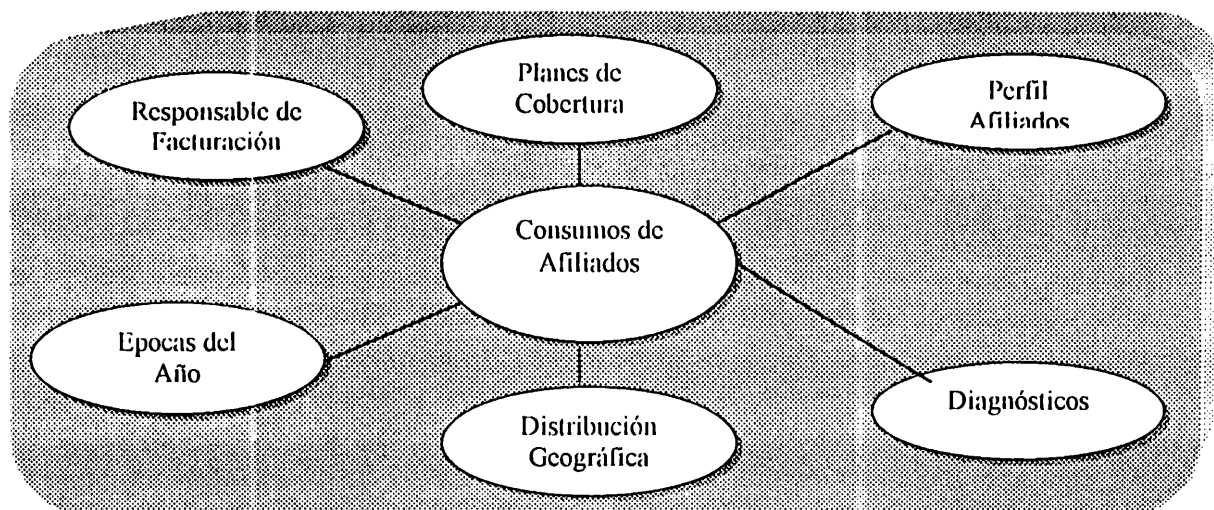 Responsable de
Facturación
Planes de
Cobertura
Perfil
Afiliados
Consumos de
Afiliados
Epocas del
Año
Distribución
Geográfica
Diagnósticos